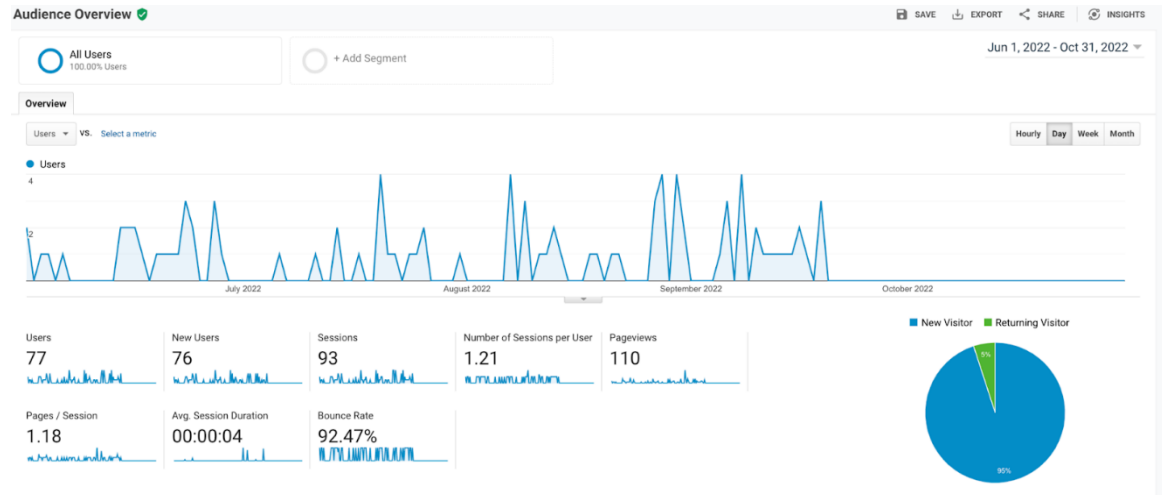 Audience Overview
SAVE EXPORT SHARE INSIGHTS
All Users
100.00% Users
+ Add Segment
Jun 1, 2022 - Oct 31, 2022
Overview
Users VS. Select a metric
Hourly Day Week Month
Users
4
2
July 2022 August 2022 September 2022 October 2022
New Visitor Returning Visitor
Users New Users Sessions Number of Sessions per User Pageviews
77 76 93 1.21 110
5%
Pages / Session Avg. Session Duration Bounce Rate
1.18 00:00:04 92.47%
95%